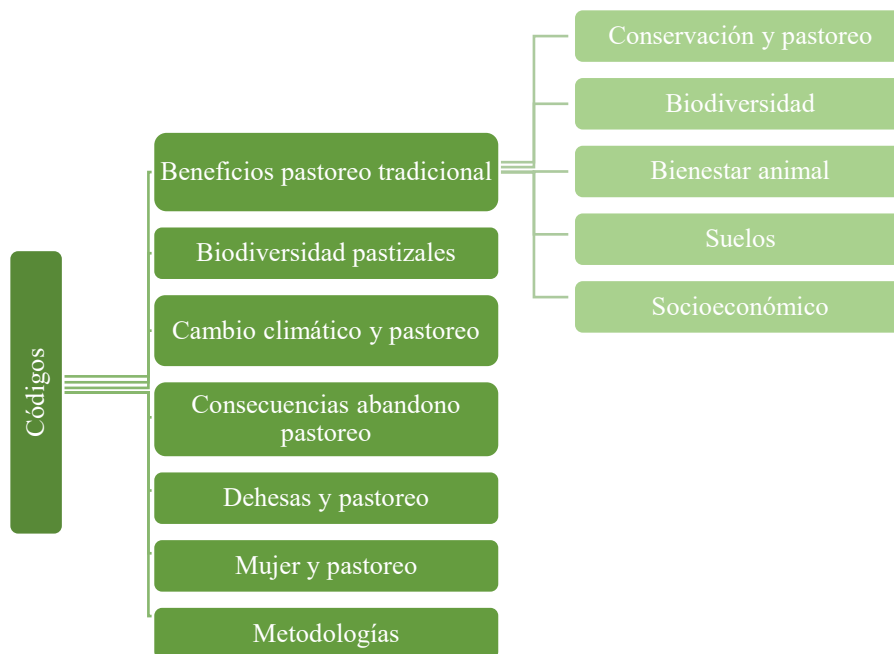 Códigos
Beneficios pastoreo tradicional
Conservación y pastoreo
Biodiversidad
Bienestar animal
Suelos
Socioeconómico
Biodiversidad pastizales
Cambio climático y pastoreo
Consecuencias abandono
pastoreo
Dehesas y pastoreo
Mujer y pastoreo
Metodologías